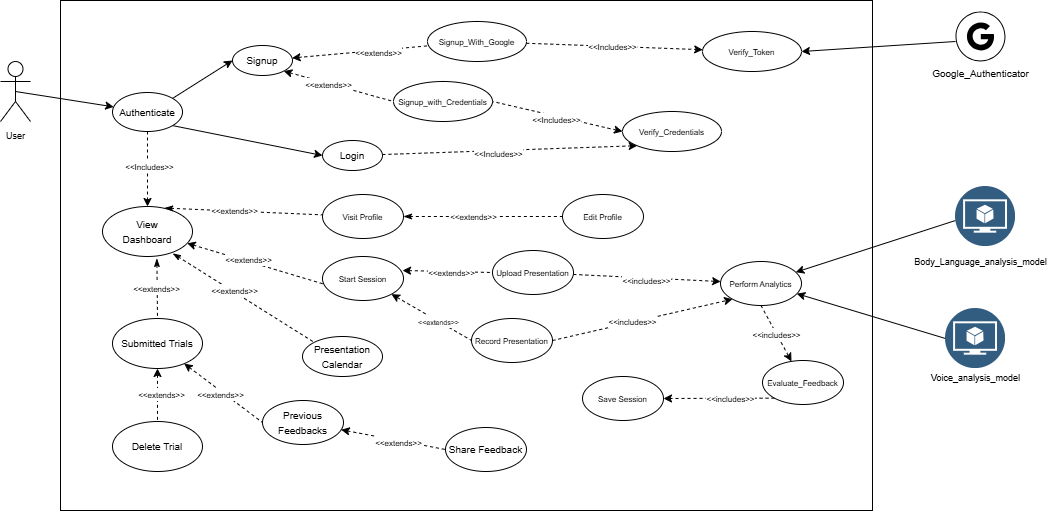 Signup_With_Google
<<extends>>
<<Includes>>
Verify_Token
G
Google_Authenticator
Signup
<<extends>>
Signup_with_Credentials
User
Authenticate
<<Includes>>
Verify_Credentials
Login
<<Includes>>
<<Includes>>
View
Dashboard
<<extends>>
Visit Profile
<<extends>>
Edit Profile
<<extends>>
Start Session
<<extends>>
Upload Presentation
<<includes>>
Perform Analytics
Body_Language_analysis_model
<<extends>>
<<extends>>
<<extends>>
<<includes>>
Submitted Trials
Presentation
Calendar
Record Presentation
<<includes>>
Voice_analysis_model
Evaluate_Feedback
<<extends>>
<<extends>>
Save Session
<<includes>>
Previous
Feedbacks
<<extends>>
Delete Trial
Share Feedback